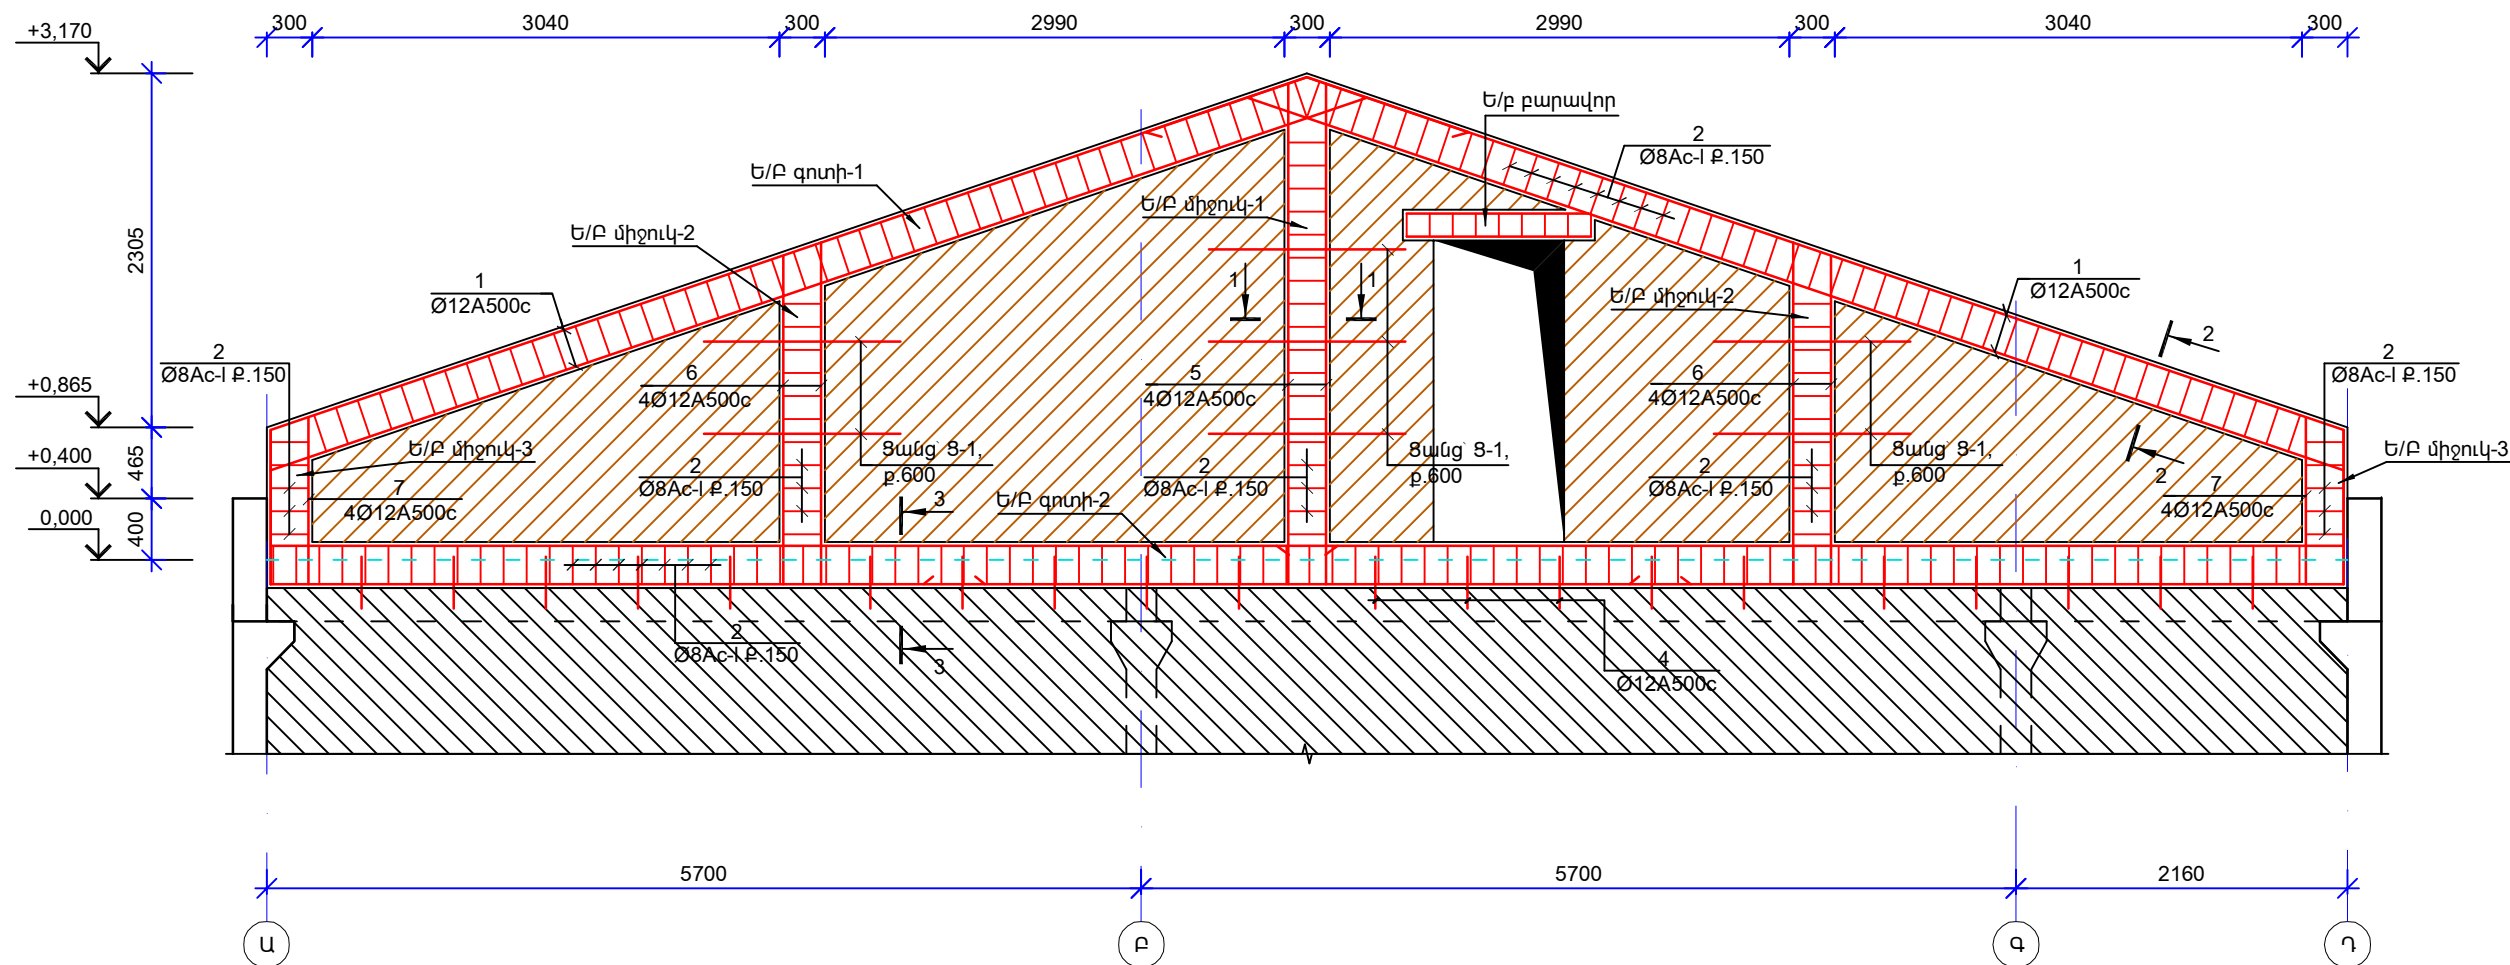 300
3040
300
2990
300
2990
300
3040
300
+3,170
2305
+0,865
465
+0,400
400
0,000
Ե/բ բարավոր
2
Ø8Ac-I Ք.150
Ե/Բ գոտի-1
Ե/Բ միջուկ-1
Ե/Բ միջուկ-2
1
Ø12A500c
1
1
Ե/Բ միջուկ-2
1
Ø12A500c
2
2
Ø8Ac-I Ք.150
2
Ø8Ac-I Ք.150
6
4Ø12A500c
5
4Ø12A500c
6
4Ø12A500c
Ե/Բ միջուկ-3
Ցանց՝ Ց-1,
ք.600
Ցանց՝ Ց-1,
ք.600
Ցանց՝ Ց-1,
ք.600
Ե/Բ միջուկ-3
2
Ø8Ac-I Ք.150
2
Ø8Ac-I Ք.150
2
Ø8Ac-I Ք.150
2
7
4Ø12A500c
7
4Ø12A500c
Ե/Բ գոտի-2
3
2
Ø8Ac-I Ք.150
3
4
Ø12A500c
5700
5700
2160
Ա
Բ
Գ
Դ